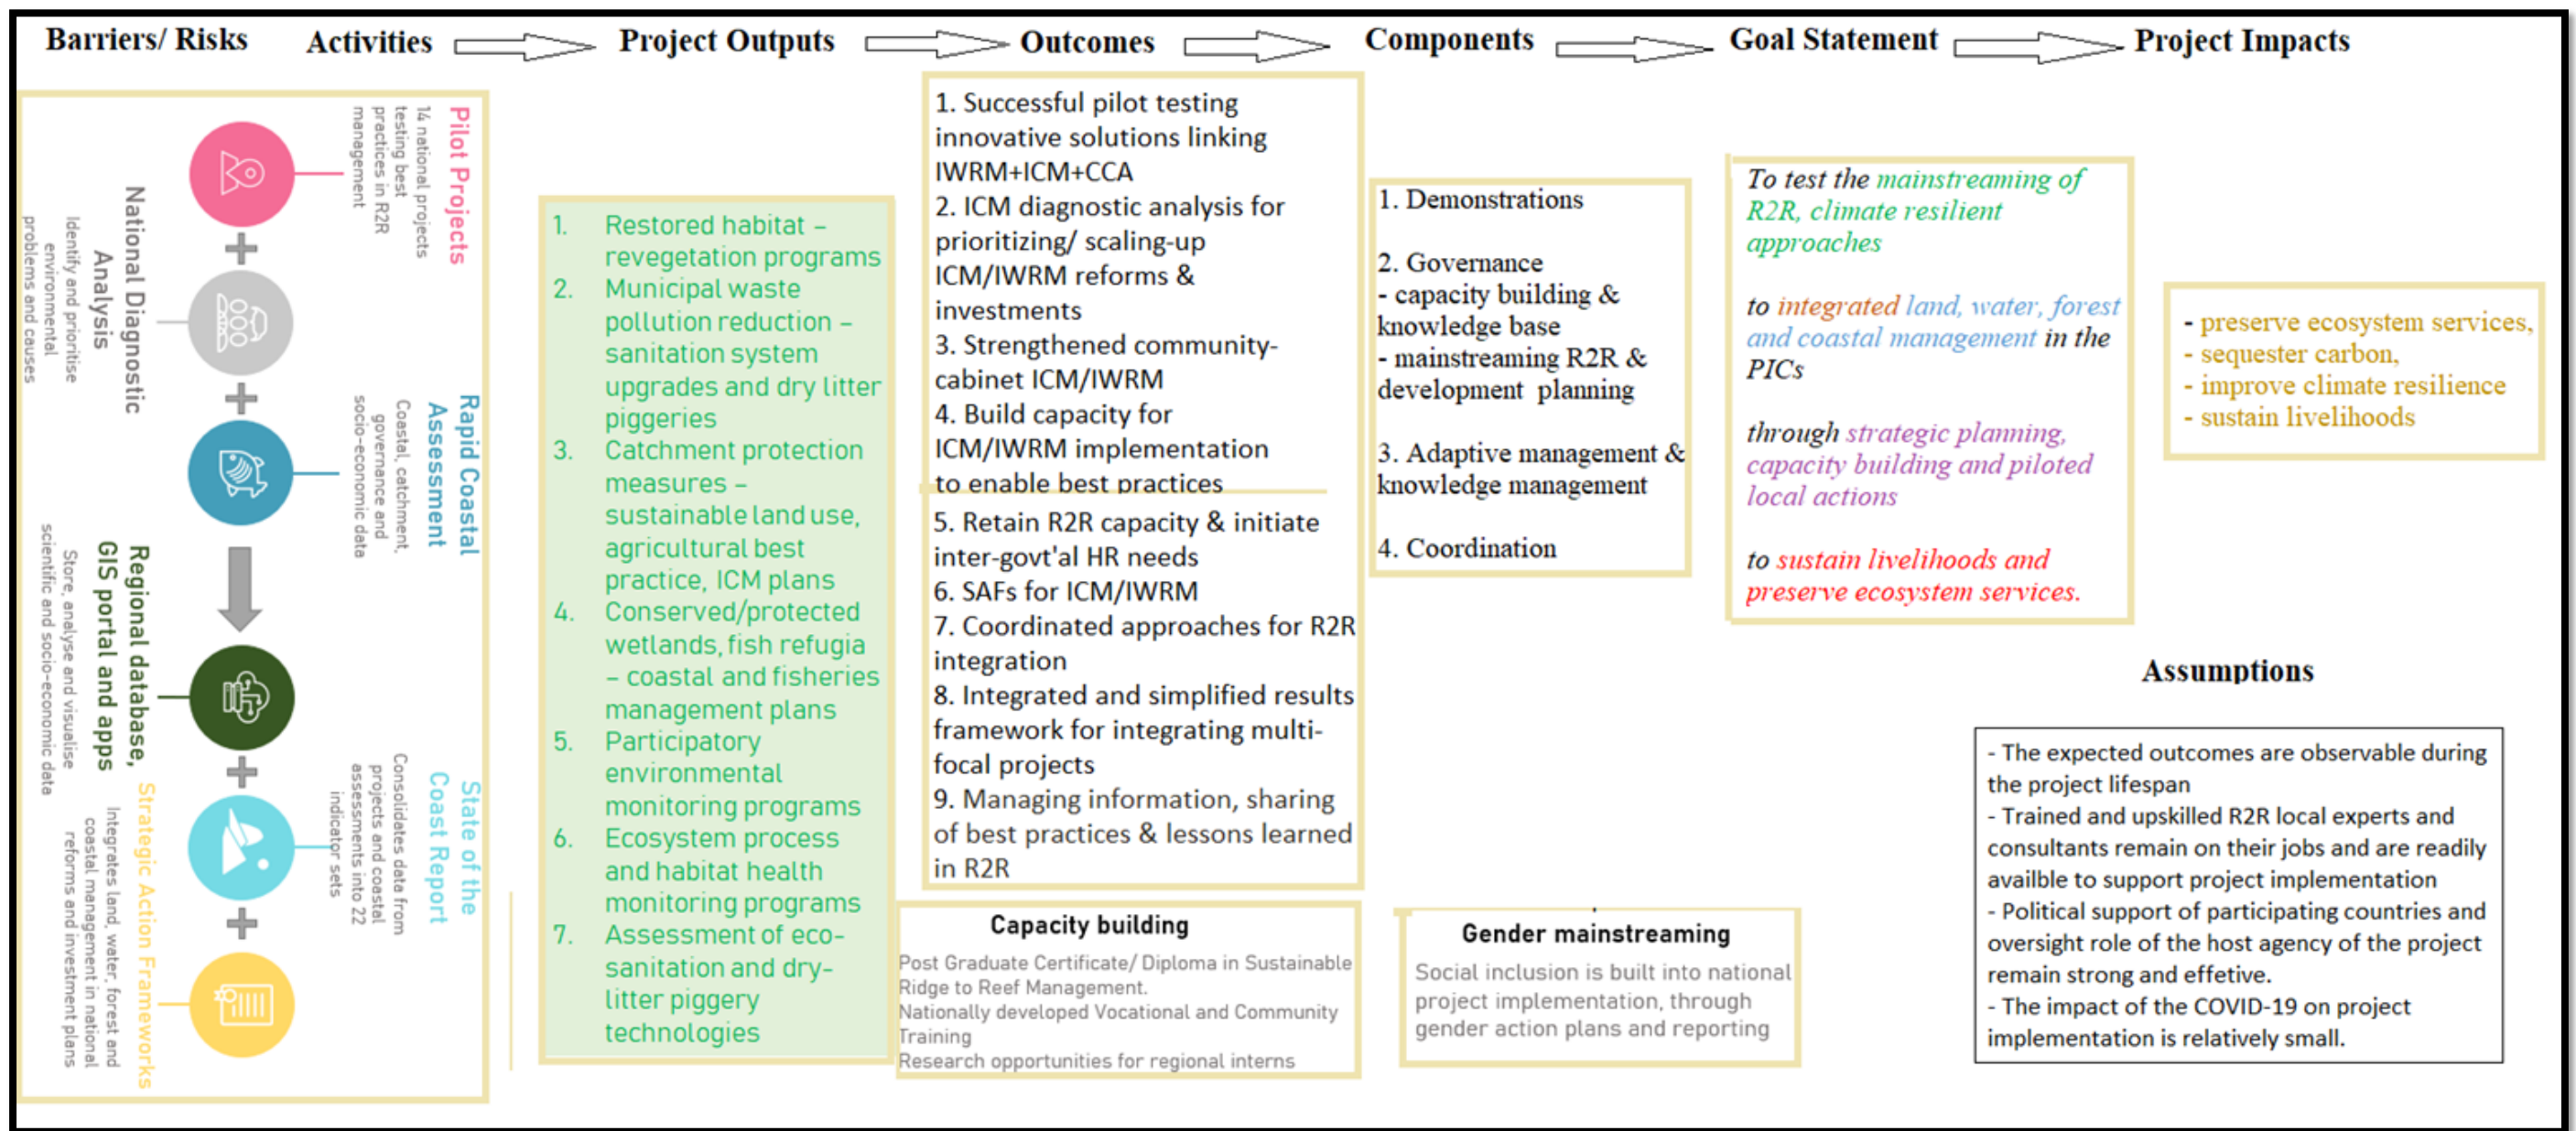 Barriers/ Risks
Activities
Project Outputs
Outcomes
Components
Goal Statement
Project Impacts
Pilot Projects
14 national projects
testing best
practices in R2R
management
National Diagnostic
Analysis
Identify and prioritise
environmental
problems and causes
Rapid Coastal
Assessment
Coastal, catchment,
governance and
socio-economic data
Regional database,
GIS portal and apps
Store, analyse and visualise
scientific and socio-economic data
State of the
Coast Report
Consolidates data from
projects and coastal
assessments into 22
indicator sets
Strategic Action Frameworks
Integrates land, water, forest and
coastal management in national
reforms and investment plans
1. Restored habitat –
revegetation programs
2. Municipal waste
pollution reduction –
sanitation system
upgrades and dry litter
piggeries
3. Catchment protection
measures –
sustainable land use,
agricultural best
practice, ICM plans
4. Conserved/protected
wetlands, fish refugia
– coastal and fisheries
management plans
5. Participatory
environmental
monitoring programs
6. Ecosystem process
and habitat health
monitoring programs
7. Assessment of eco-
sanitation and dry-
litter piggery
technologies
1. Successful pilot testing
innovative solutions linking
IWRM+ICM+CCA
2. ICM diagnostic analysis for
prioritizing/ scaling-up
ICM/IWRM reforms &
investments
3. Strengthened community-
cabinet ICM/IWRM
4. Build capacity for
ICM/IWRM implementation
to enable best practices
5. Retain R2R capacity & initiate
inter-govt'al HR needs
6. SAFs for ICM/IWRM
7. Coordinated approaches for R2R
integration
8. Integrated and simplified results
framework for integrating multi-
focal projects
9. Managing information, sharing
of best practices & lessons learned
in R2R
Capacity building
Post Graduate Certificate/ Diploma in Sustainable
Ridge to Reef Management.
Nationally developed Vocational and Community
Training
Research opportunities for regional interns
1. Demonstrations
2. Governance
- capacity building &
knowledge base
- mainstreaming R2R &
development planning
3. Adaptive management &
knowledge management
4. Coordination
Gender mainstreaming
Social inclusion is built into national
project implementation, through
gender action plans and reporting
To test the mainstreaming of
R2R, climate resilient
approaches
to integrated land, water, forest
and coastal management in the
PICs
through strategic planning,
capacity building and piloted
local actions
to sustain livelihoods and
preserve ecosystem services.
- preserve ecosystem services,
- sequester carbon,
- improve climate resilience
- sustain livelihoods
Assumptions
- The expected outcomes are observable during
the project lifespan
- Trained and upskilled R2R local experts and
consultants remain on their jobs and are readily
availble to support project implementation
- Political support of participating countries and
oversight role of the host agency of the project
remain strong and effetive.
- The impact of the COVID-19 on project
implementation is relatively small.